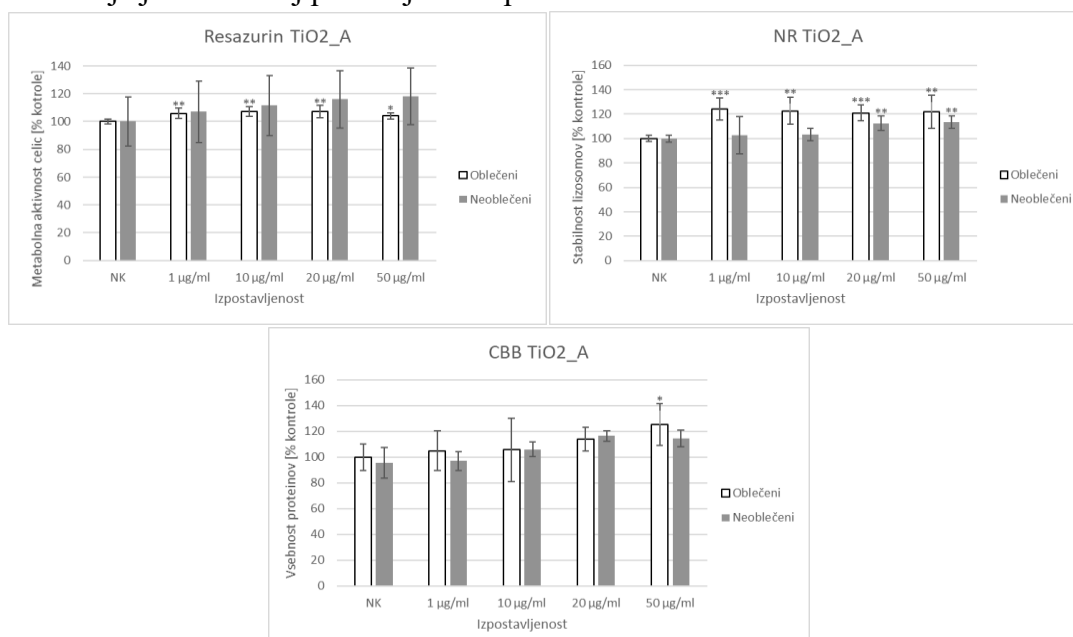 Resazurin TiO2_A
Metabolna aktivnost celic [% kotrole]
140
120
100
80
60
40
20
0
** ** ** *
NK 1 µg/ml 10 µg/ml 20 µg/ml 50 µg/ml
Izpostavljenost
Oblečeni
Neoblečeni
NR TiO2_A
Stabilnost lizosomov [% kontrole]
160
140
120
100
80
60
40
20
0
*** ** *** ** ** **
NK 1 µg/ml 10 µg/ml 20 µg/ml 50 µg/ml
Izpostavljenost
Oblečeni
Neoblečeni
CBB TiO2_A
Vsebnost proteinov [% kontrole]
160
140
120
100
80
60
40
20
0
*
NK 1 µg/ml 10 µg/ml 20 µg/ml 50 µg/ml
Izpostavljenost
Oblečeni
Neoblečeni